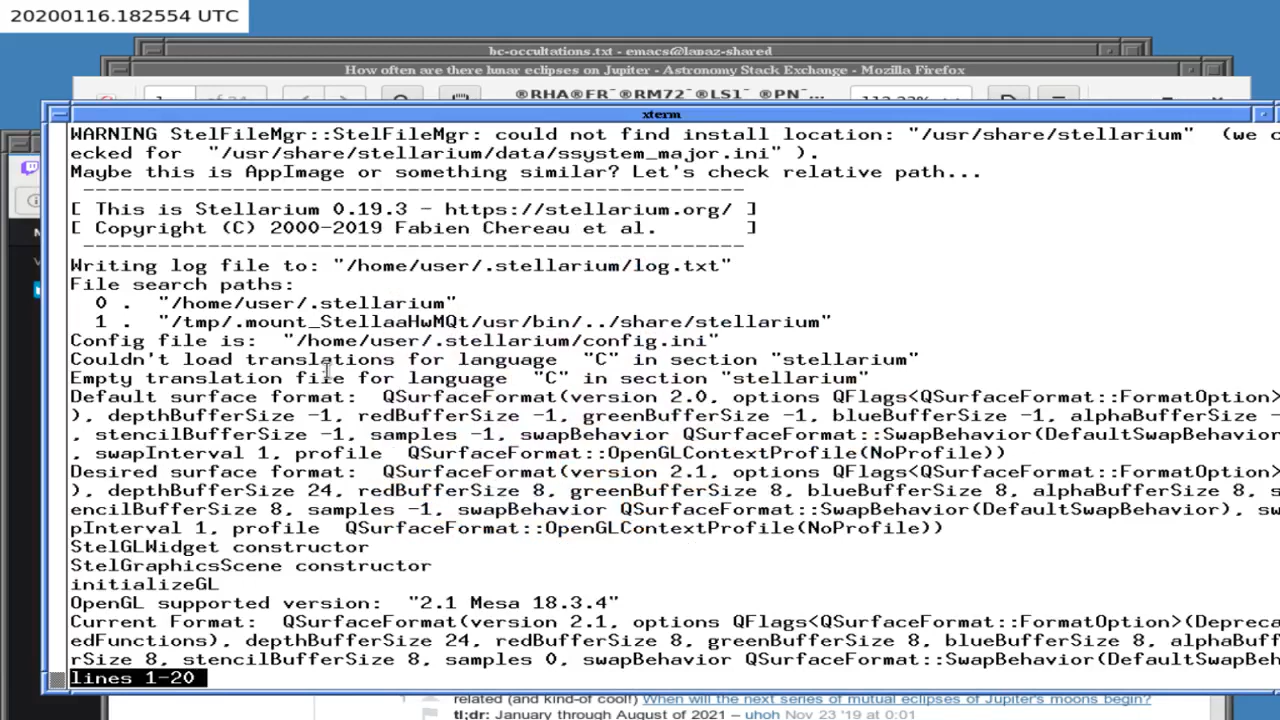 20200116.182554 UTC
bc-occultations.txt - emacs@lapaz-shared
How often are there lunar eclipses on Jupiter - Astronomy Stack Exchange - Mozilla Firefox
®RHA®FR¯®RM72¯®LS1¯ ®PN¯...
xterm
WARNING StelFileMgr::StelFileMgr: could not find install location: "/usr/share/stellarium" (we c
ecked for "/usr/share/stellarium/data/ssystem_major.ini" ).
Maybe this is AppImage or something similar? Let's check relative path...
------------------------------------------------------
[ This is Stellarium 0.19.3 - https://stellarium.org/ ]
[ Copyright (C) 2000-2019 Fabien Chereau et al. ]
------------------------------------------------------
Writing log file to: "/home/user/.stellarium/log.txt"
File search paths:
0 . "/home/user/.stellarium"
1 . "/tmp/.mount_StellaaHwMQt/usr/bin/../share/stellarium"
Config file is: "/home/user/.stellarium/config.ini"
Couldn't load translations for language "C" in section "stellarium"
Empty translation file for language "C" in section "stellarium"
Default surface format: QSurfaceFormat(version 2.0, options QFlags<QSurfaceFormat::FormatOption>
), depthBufferSize -1, redBufferSize -1, greenBufferSize -1, blueBufferSize -1, alphaBufferSize -
, stencilBufferSize -1, samples -1, swapBehavior QSurfaceFormat::SwapBehavior(DefaultSwapBehavior
, swapInterval 1, profile QSurfaceFormat::OpenGLContextProfile(NoProfile))
Desired surface format: QSurfaceFormat(version 2.1, options QFlags<QSurfaceFormat::FormatOption>
), depthBufferSize 24, redBufferSize 8, greenBufferSize 8, blueBufferSize 8, alphaBufferSize 8, s
encilBufferSize 8, samples -1, swapBehavior QSurfaceFormat::SwapBehavior(DefaultSwapBehavior), sw
pInterval 1, profile QSurfaceFormat::OpenGLContextProfile(NoProfile))
StelGLWidget constructor
StelGraphicsScene constructor
initializeGL
OpenGL supported version: "2.1 Mesa 18.3.4"
Current Format: QSurfaceFormat(version 2.1, options QFlags<QSurfaceFormat::FormatOption>(Depreca
edFunctions), depthBufferSize 24, redBufferSize 8, greenBufferSize 8, blueBufferSize 8, alphaBuff
rSize 8, stencilBufferSize 8, samples 0, swapBehavior QSurfaceFormat::SwapBehavior(DefaultSwapBeh
lines 1-20
related (and kind-of cool!) When will the next series of mutual eclipses of Jupiter's moons begin?
tl;dr: January through August of 2021 – uhoh Nov 23 '19 at 0:01